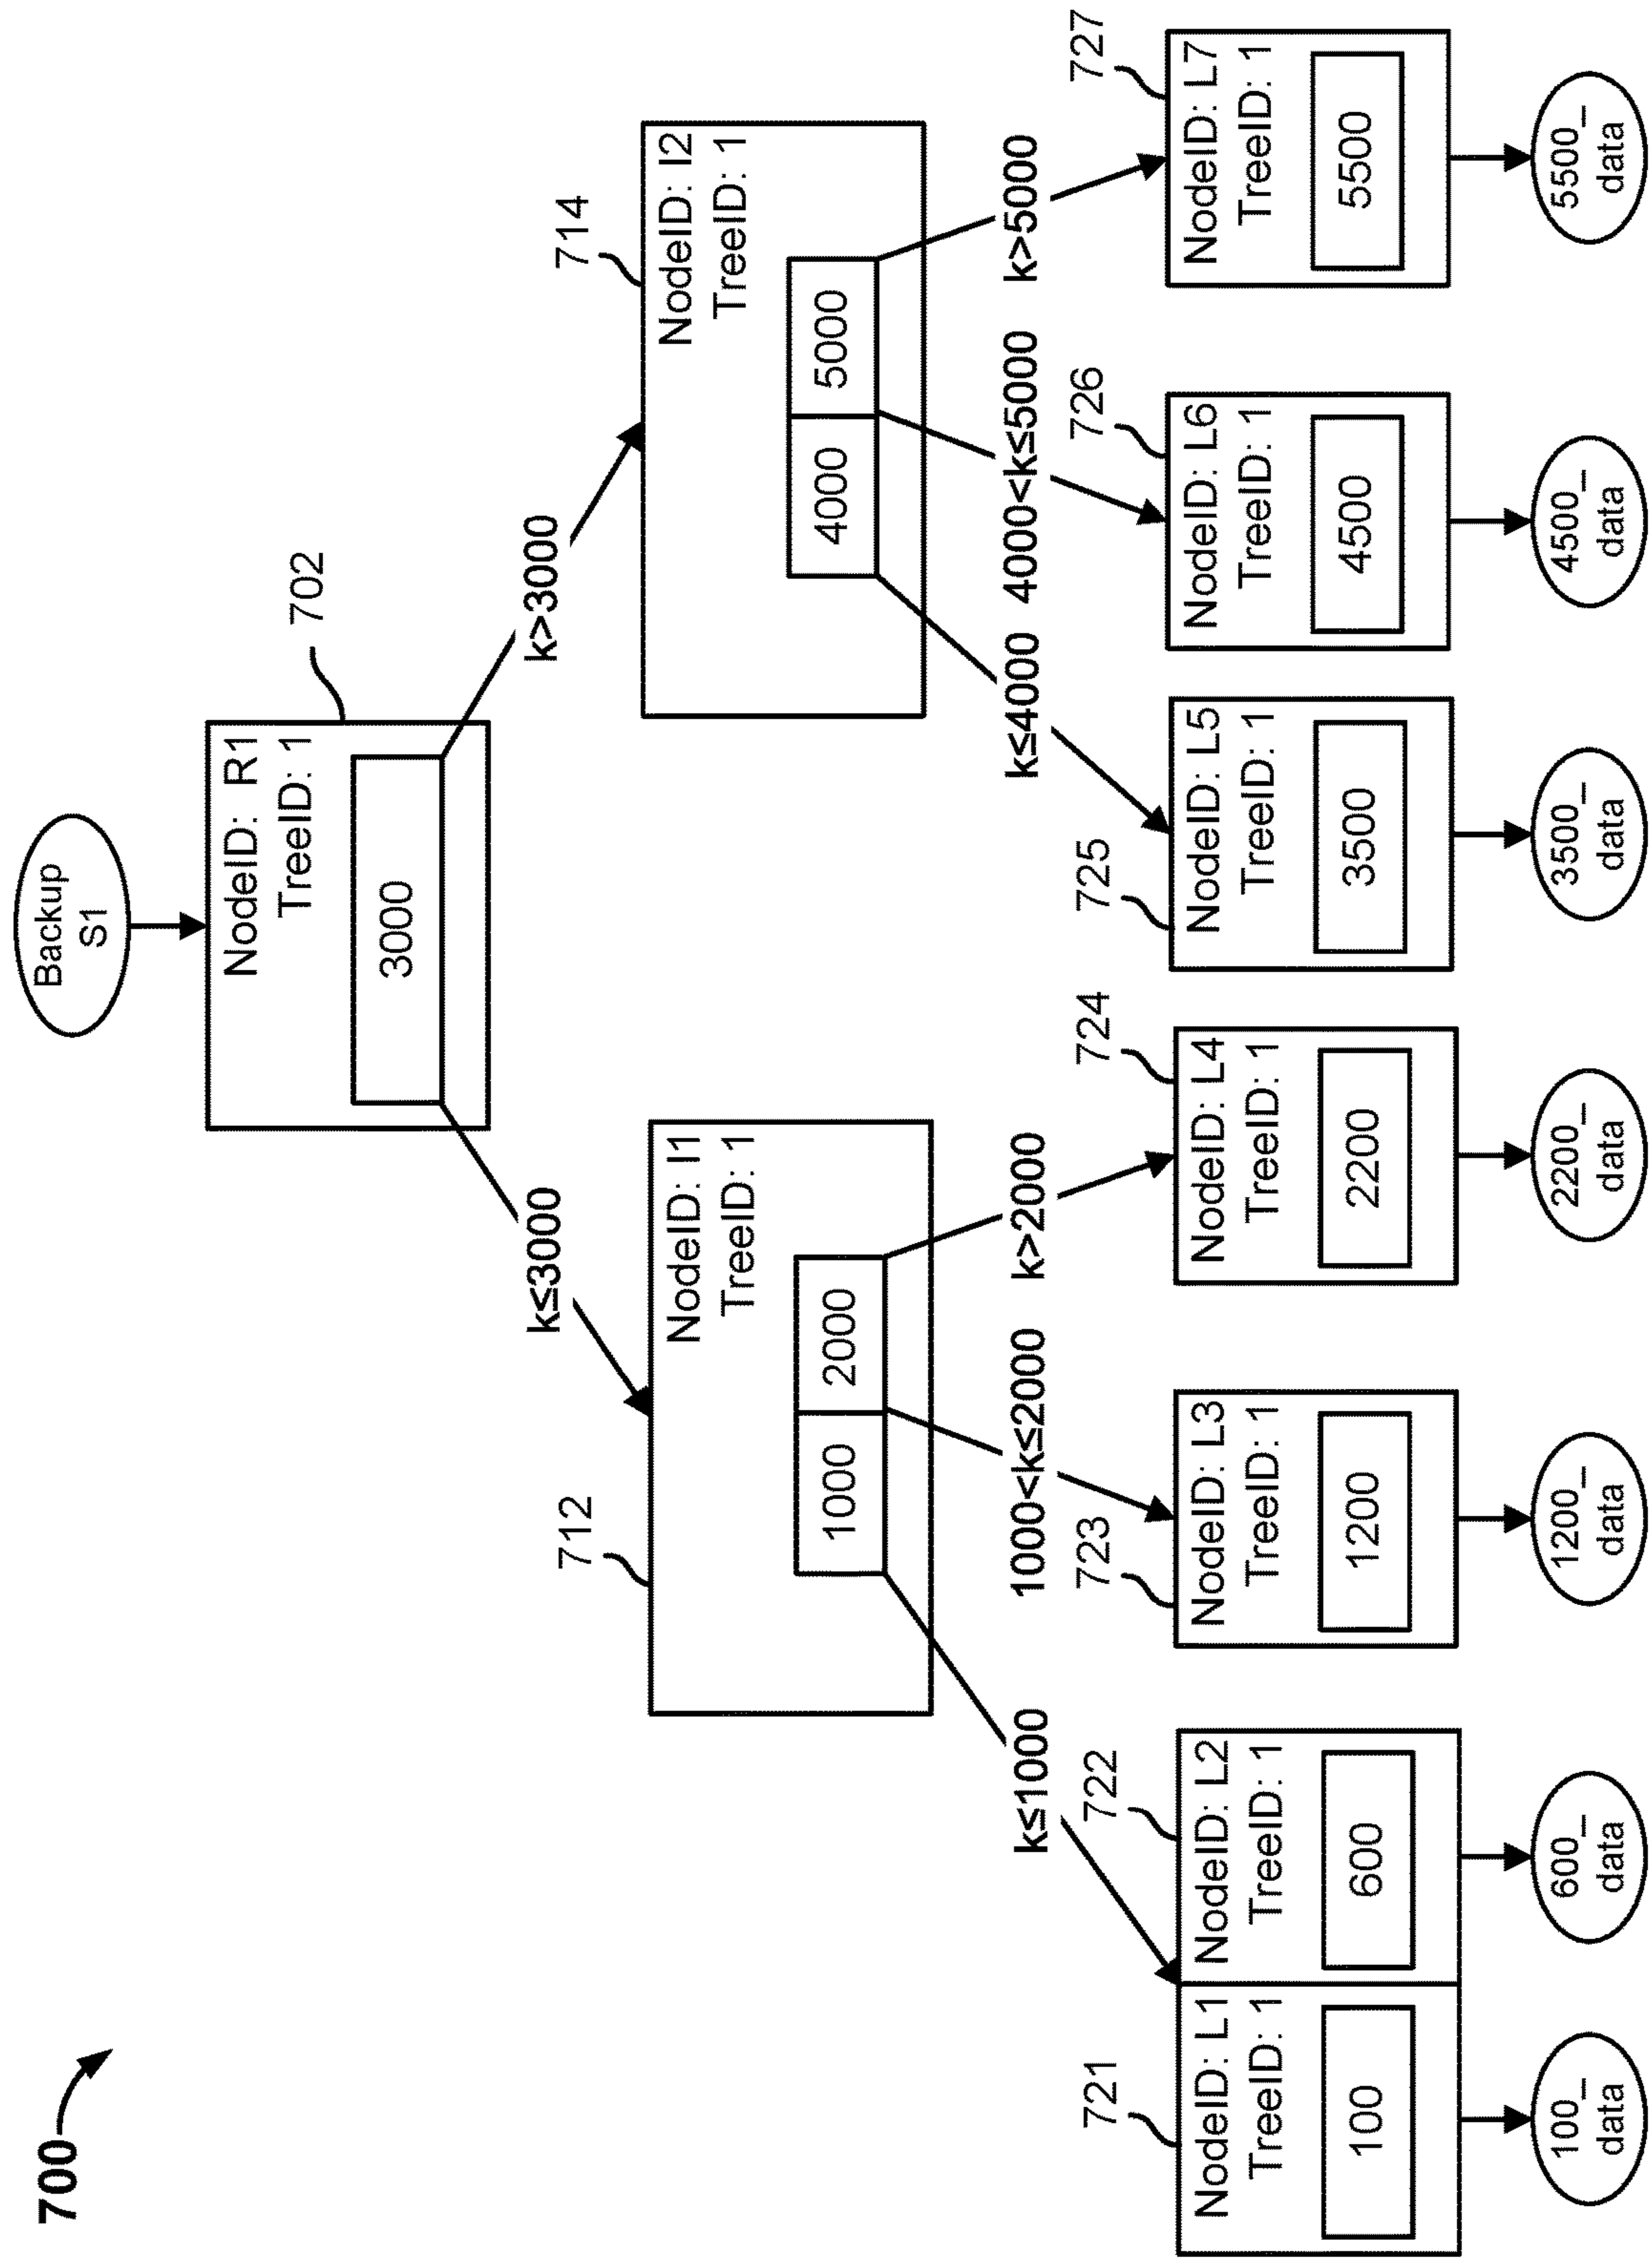 700
Backup
S1
702
NodeID: R1
TreeID: 1
3000
k≤3000
k>3000
712
NodeID: I1
TreeID: 1
1000
2000
714
NodeID: I2
TreeID: 1
4000
5000
k≤1000
1000<k≤2000
k>2000
k≤4000
4000<k≤5000
k>5000
721
NodeID: L1
TreeID: 1
100
722
NodeID: L2
TreeID: 1
600
723
NodeID: L3
TreeID: 1
1200
724
NodeID: L4
TreeID: 1
2200
725
NodeID: L5
TreeID: 1
3500
726
NodeID: L6
TreeID: 1
4500
727
NodeID: L7
TreeID: 1
5500
100_
data
600_
data
1200_
data
2200_
data
3500_
data
4500_
data
5500_
data